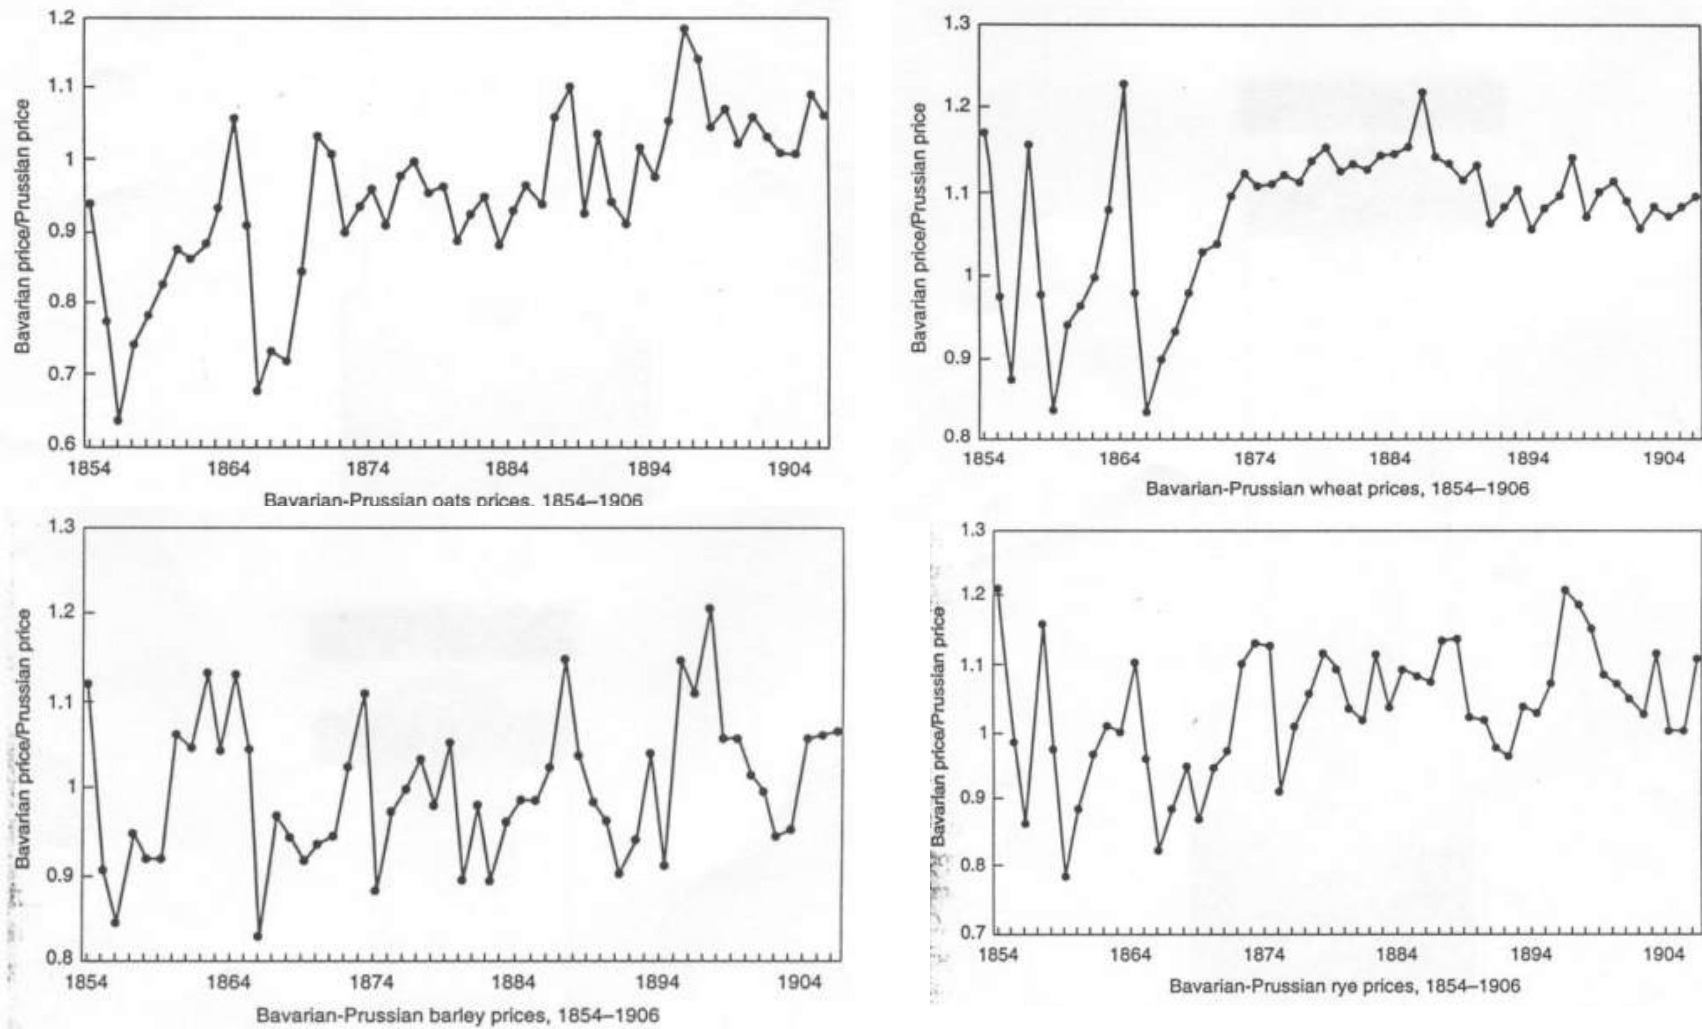 1.2
1.1
1
0.9
0.8
0.7
0.6
Bavarian price/Prussian price
1854 1864 1874 1884 1894 1904
Bavarian-Prussian oats prices, 1854–1906
1.3
1.2
1.1
1
0.9
0.8
Bavarian price/Prussian price
1854 1864 1874 1884 1894 1904
Bavarian-Prussian wheat prices, 1854–1906
1.3
1.2
1.1
1
0.9
0.8
Bavarian price/Prussian price
1854 1864 1874 1884 1894 1904
Bavarian-Prussian barley prices, 1854–1906
1.3
1.2
1.1
1
0.9
0.8
0.7
Bavarian price/Prussian price
1854 1864 1874 1884 1894 1904
Bavarian-Prussian rye prices, 1854–1906